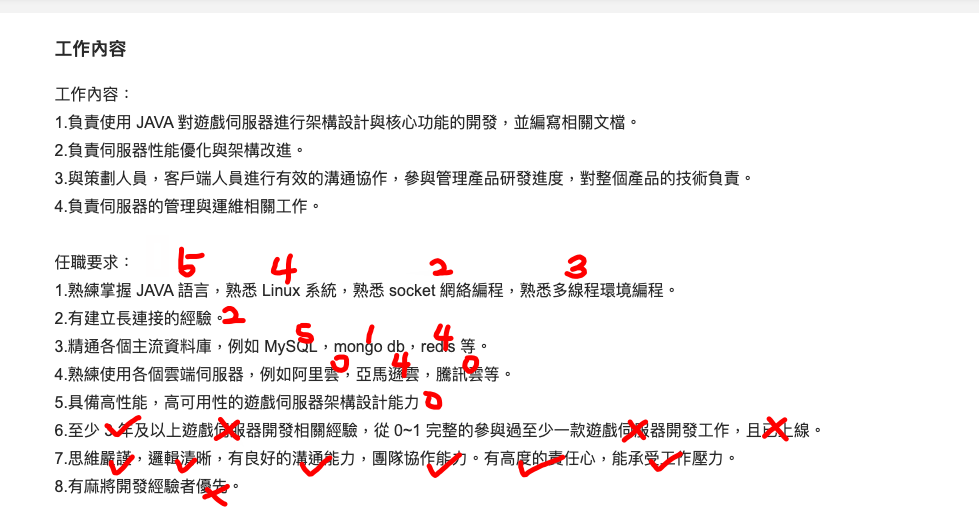 工作內容
工作內容：
1.負責使用 JAVA 對遊戲伺服器進行架構設計與核心功能的開發，並編寫相關文檔。
2.負責伺服器性能優化與架構改進。
3.與策劃人員，客戶端人員進行有效的溝通協作，參與管理產品研發進度，對整個產品的技術負責。
4.負責伺服器的管理與運維相關工作。
任職要求：
5 4 2 3
1.熟練掌握 JAVA 語言，熟悉 Linux 系統，熟悉 socket 網絡編程，熟悉多線程環境編程。
2.有建立長連接的經驗。2
5 1 4
3.精通各個主流資料庫，例如 MySQL，mongo db，redis 等。
0 4 0
4.熟練使用各個雲端伺服器，例如阿里雲，亞馬遜雲，騰訊雲等。
5.具備高性能，高可用性的遊戲伺服器架構設計能力 0
6.至少 3 年及以上遊戲伺服器開發相關經驗，從 0~1 完整的參與過至少一款遊戲伺服器開發工作，且已上線。
7.思維嚴謹，邏輯清晰，有良好的溝通能力，團隊協作能力。有高度的責任心，能承受工作壓力。
8.有麻將開發經驗者優先。